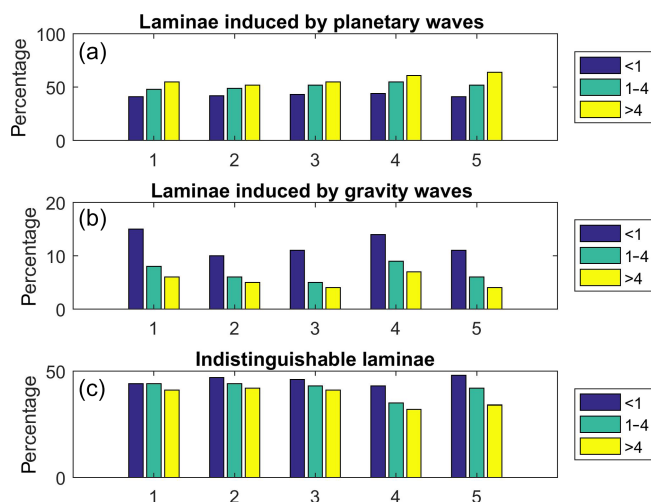 Laminae induced by planetary waves
(a)
Percentage
100
50
0
1 2 3 4 5
<1
1-4
>4
Laminae induced by gravity waves
(b)
Percentage
20
10
0
1 2 3 4 5
<1
1-4
>4
Indistinguishable laminae
(c)
Percentage
50
0
1 2 3 4 5
<1
1-4
>4